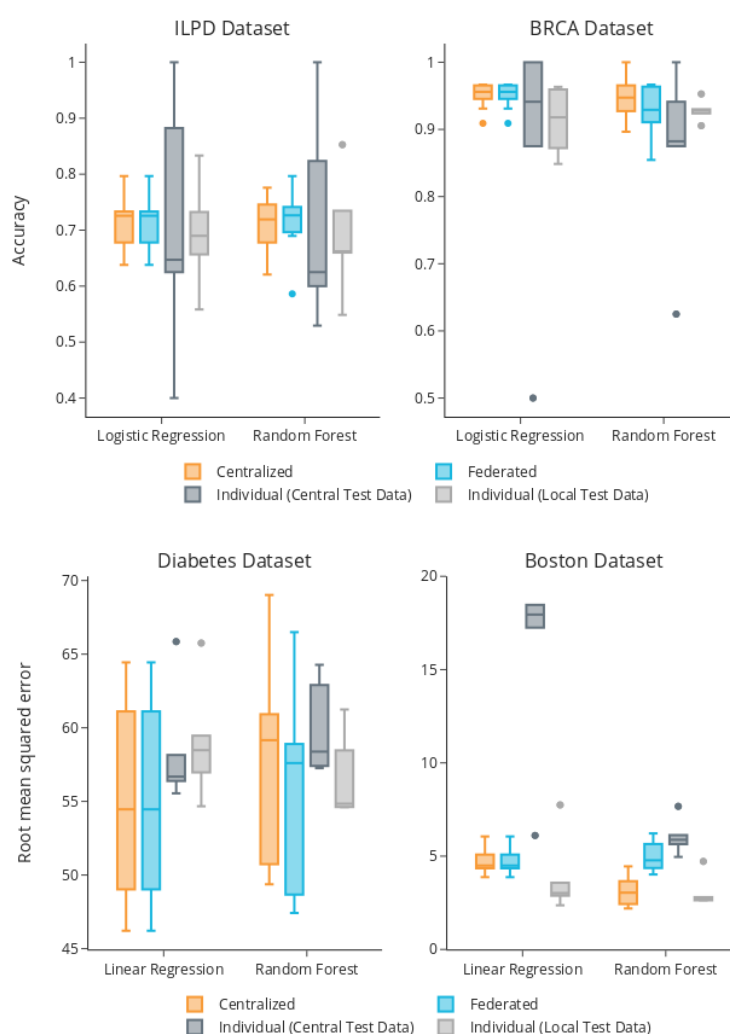 ILPD Dataset
BRCA Dataset
Accuracy
1
0.9
0.8
0.7
0.6
0.5
0.4
1
0.9
0.8
0.7
0.6
0.5
Logistic Regression
Random Forest
Logistic Regression
Random Forest
Centralized
Federated
Individual (Central Test Data)
Individual (Local Test Data)
Diabetes Dataset
Boston Dataset
Root mean squared error
70
65
60
55
50
45
20
15
10
5
0
Linear Regression
Random Forest
Linear Regression
Random Forest
Centralized
Federated
Individual (Central Test Data)
Individual (Local Test Data)